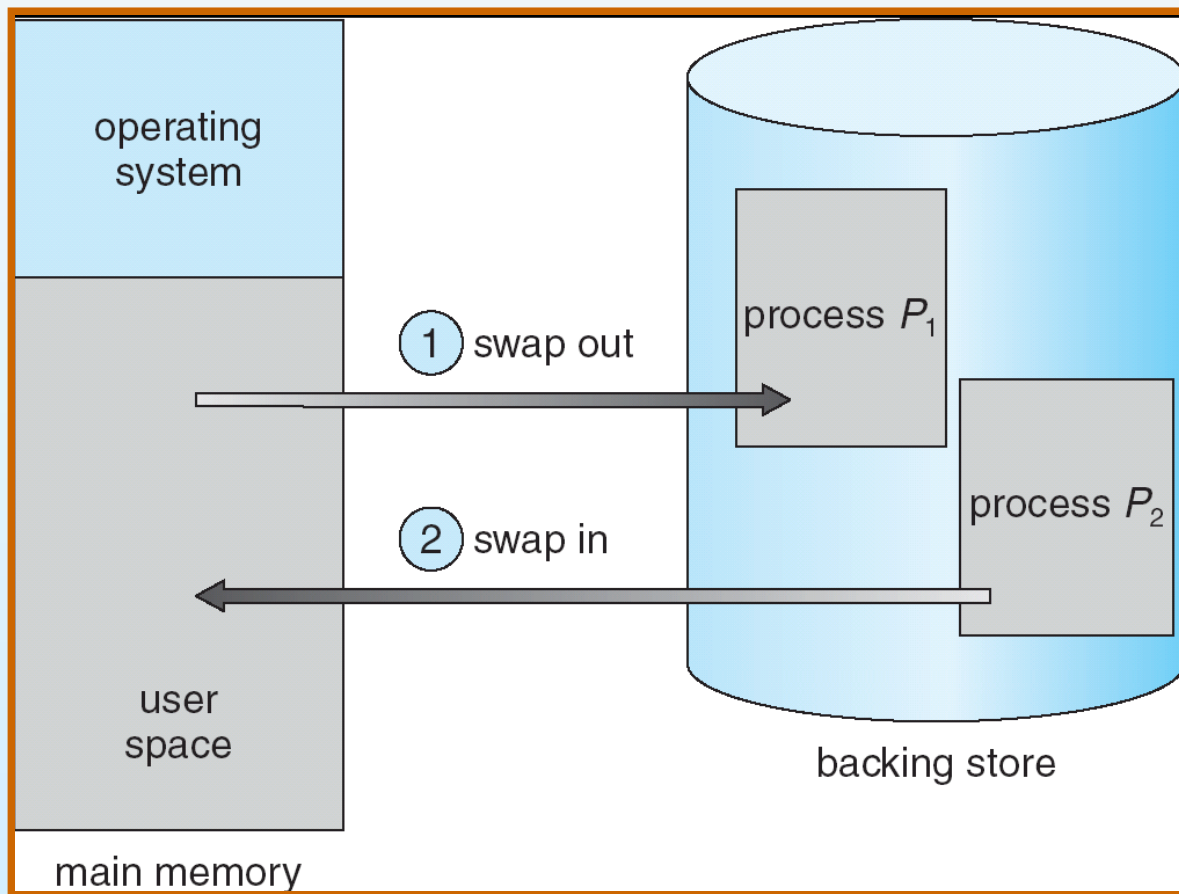 operating
system
process P1
1 swap out
process P2
2 swap in
user
space
backing store
main memory